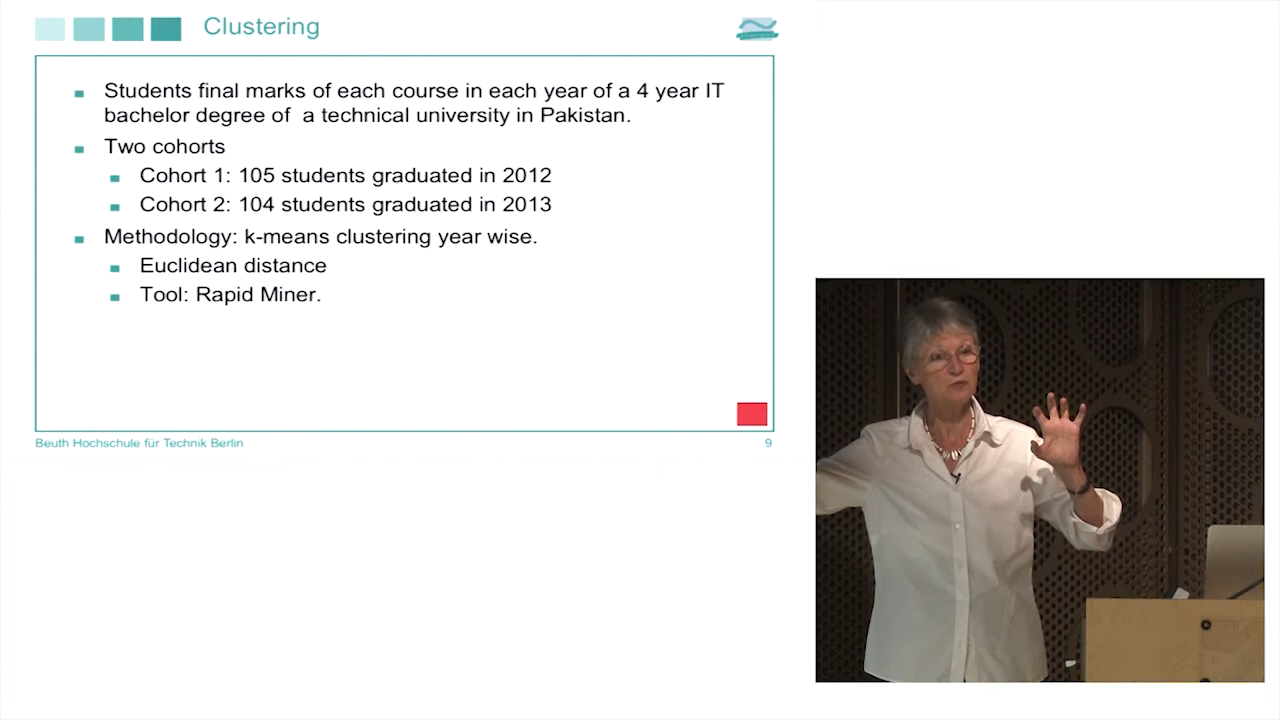 Clustering
Students final marks of each course in each year of a 4 year IT
bachelor degree of a technical university in Pakistan.
Two cohorts
Cohort 1: 105 students graduated in 2012
Cohort 2: 104 students graduated in 2013
Methodology: k-means clustering year wise.
Euclidean distance
Tool: Rapid Miner.
Beuth Hochschule für Technik Berlin
9